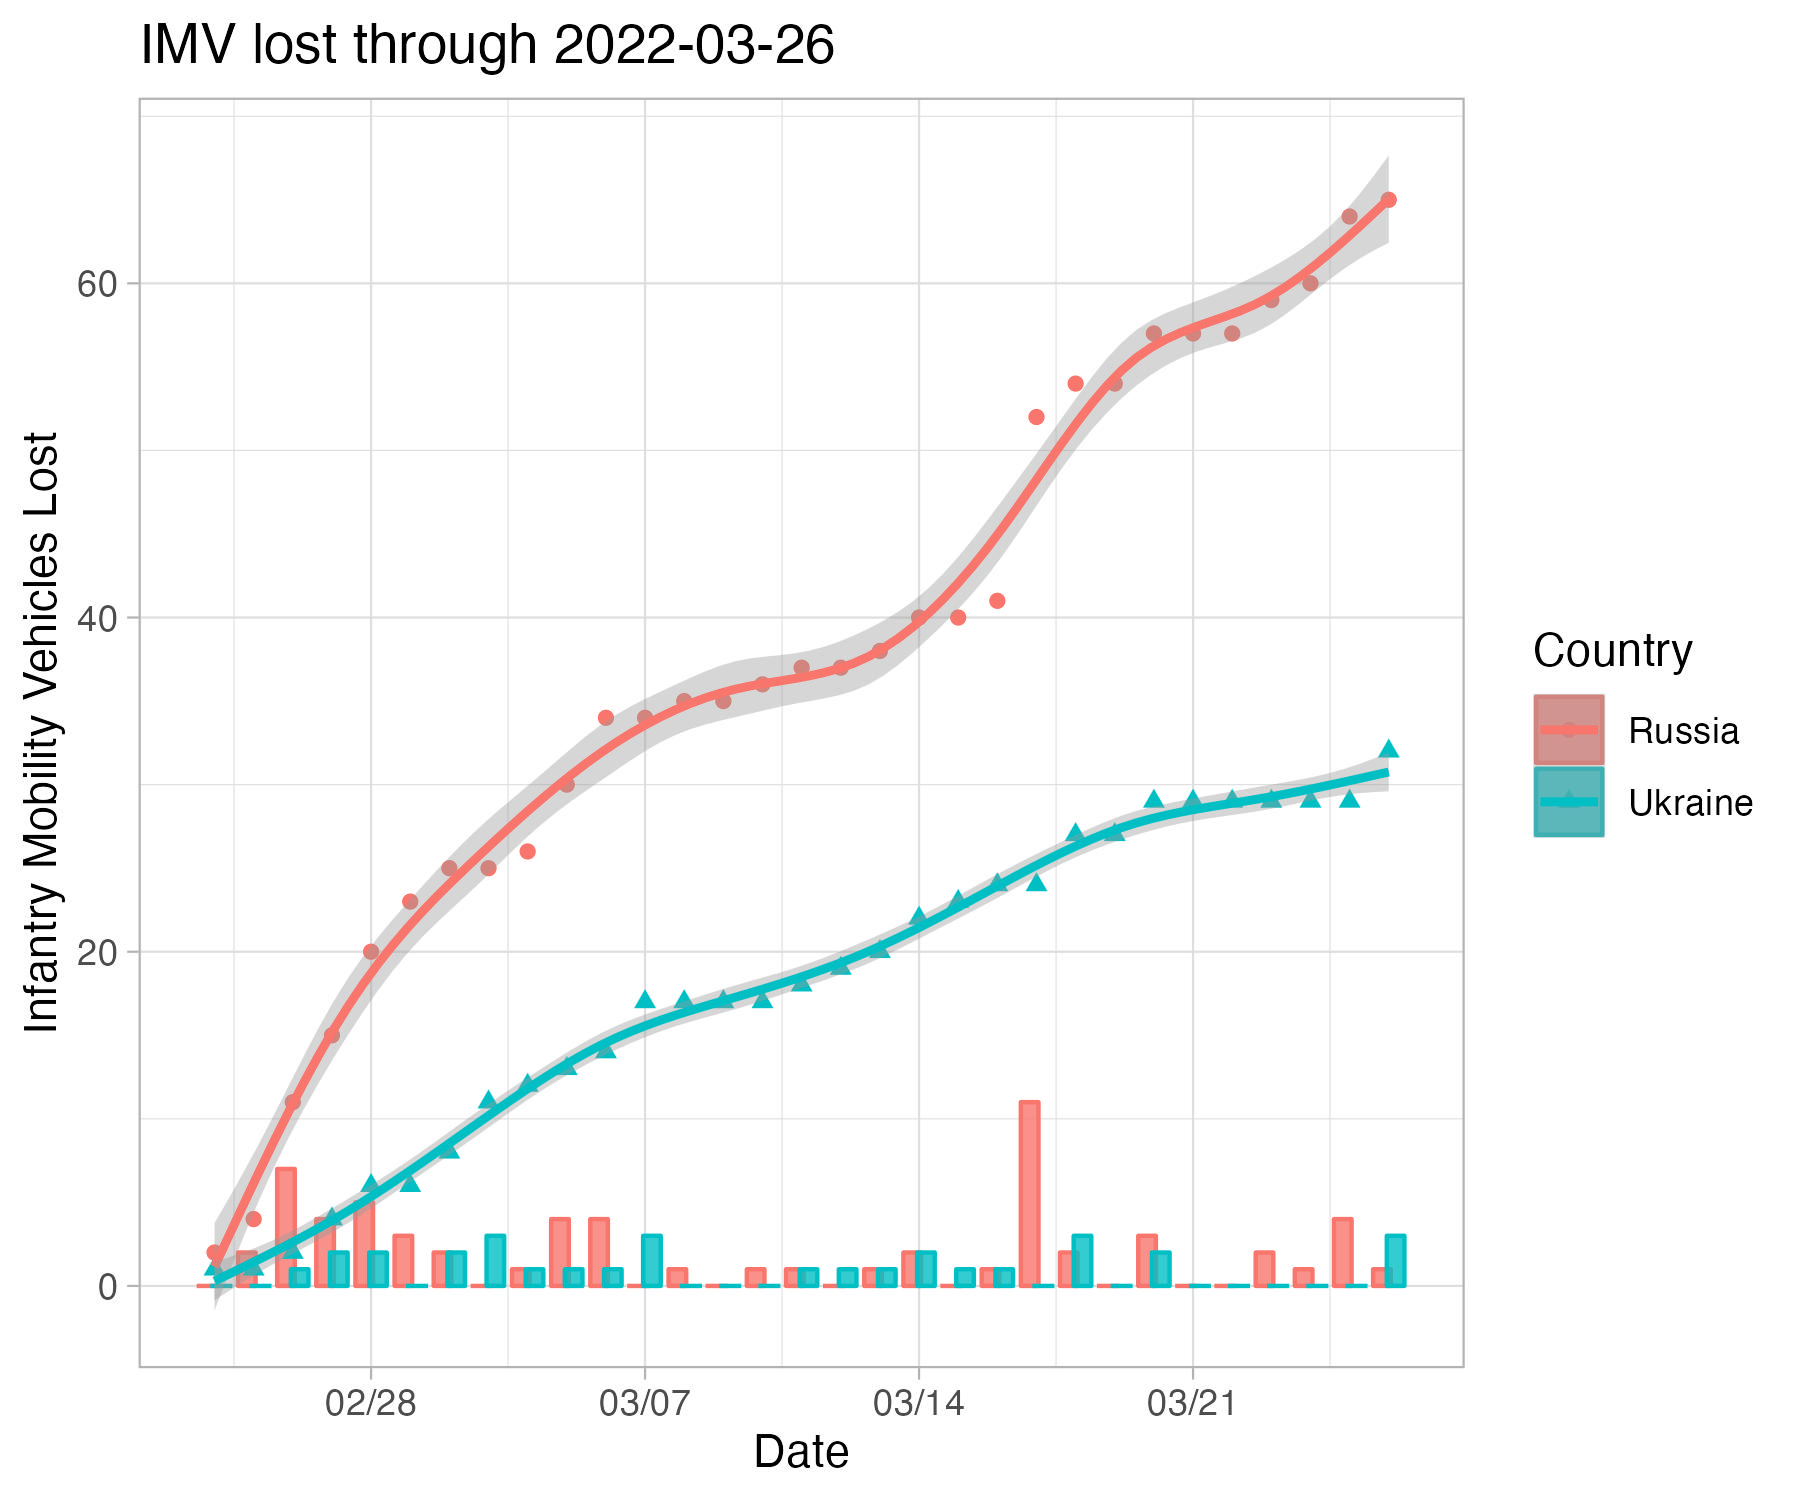 IMV lost through 2022-03-26
Infantry Mobility Vehicles Lost
60
40
20
0
02/28
03/07
03/14
03/21
Date
Country
Russia
Ukraine